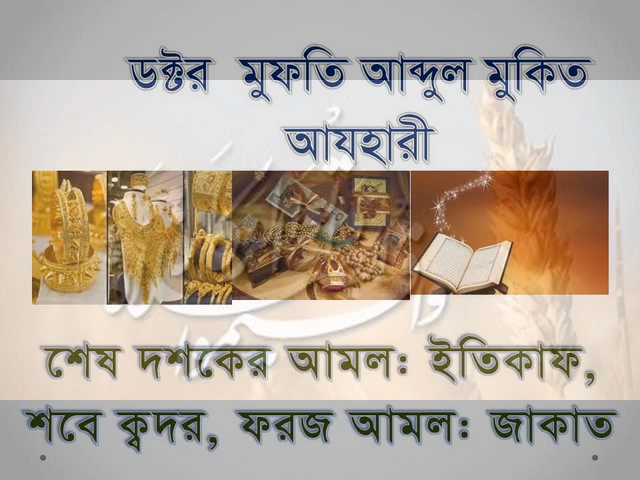 ডক্টর মুফতি আব্দুল মুকিত
আযহারী
শেষ দশকের আমল: ইতিকাফ,
শবে ক্বদর, ফরজ আমল: জাকাত